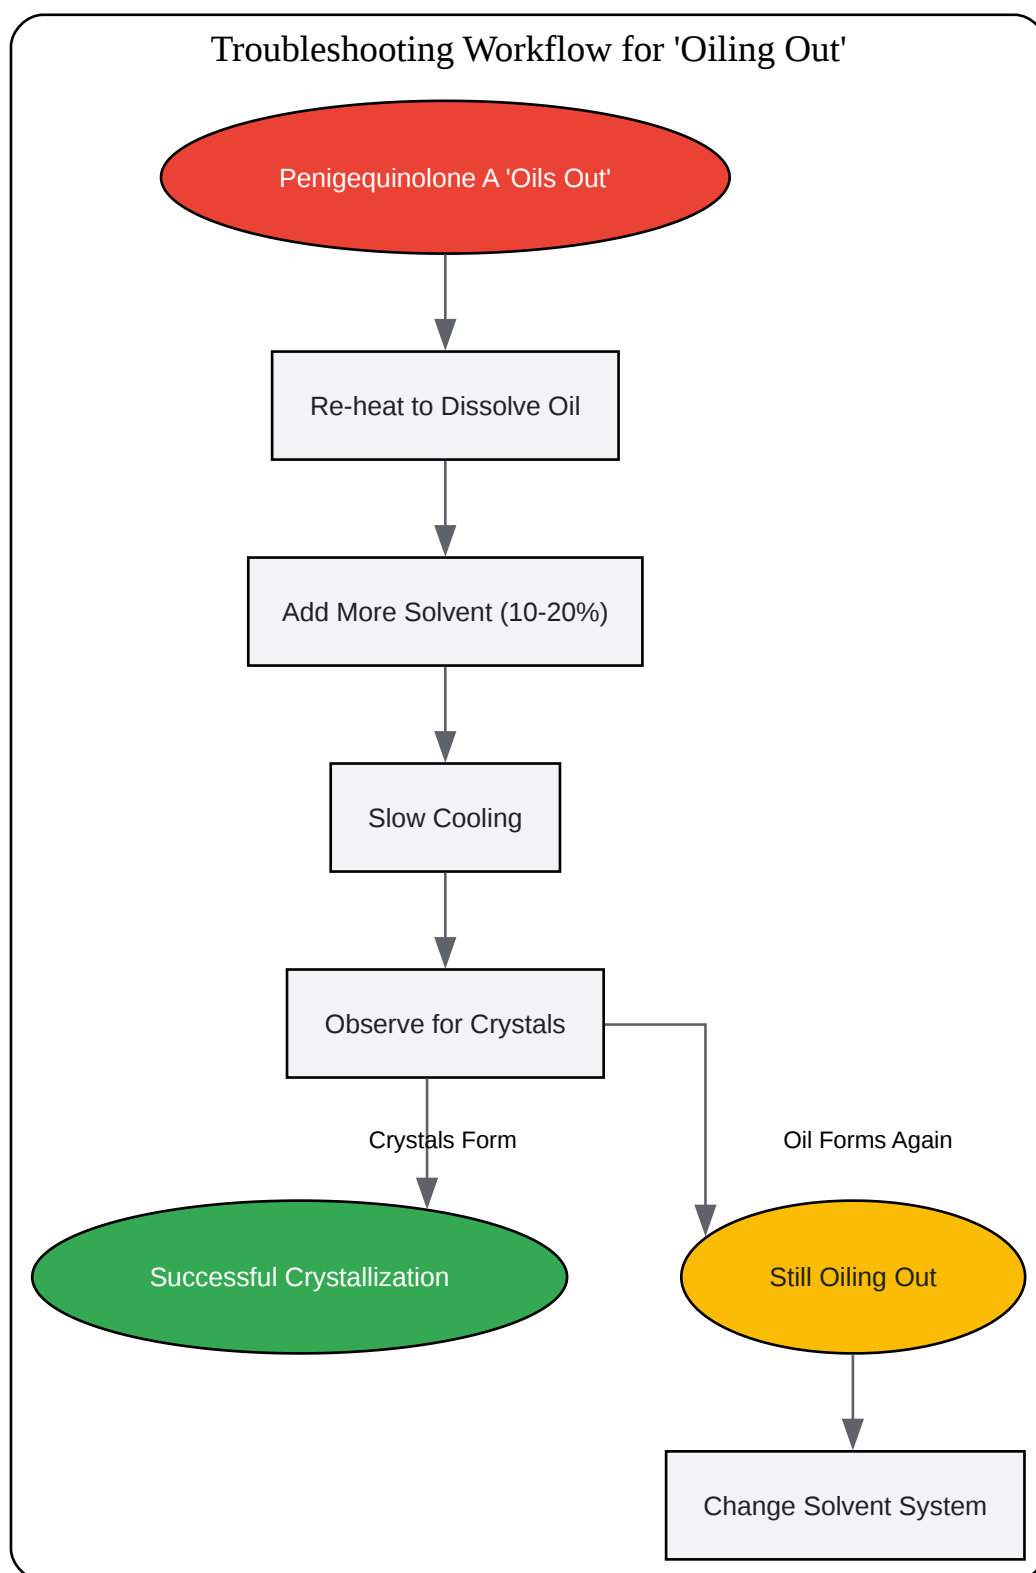 Troubleshooting Workflow for 'Oiling Out'
Penigequinolone A 'Oils Out'
Re-heat to Dissolve Oil
Add More Solvent (10-20%)
Slow Cooling
Observe for Crystals
Crystals Form
Oil Forms Again
Successful Crystallization
Still Oiling Out
Change Solvent System